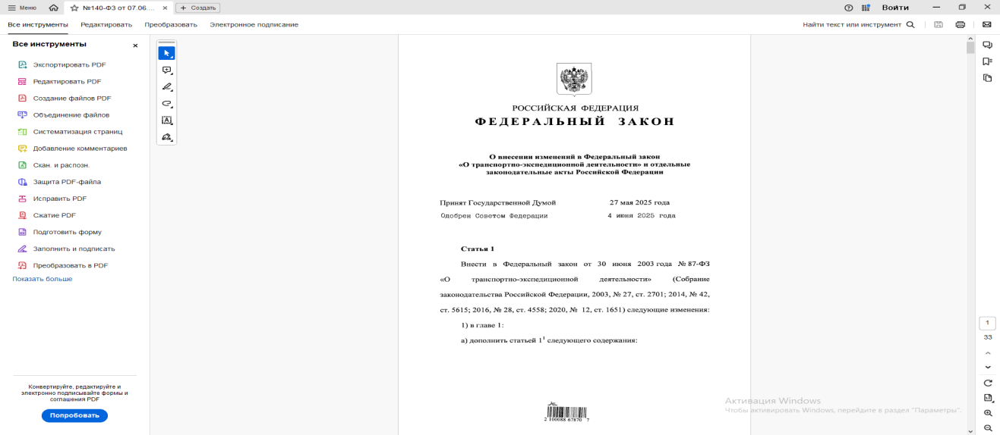 Меню
№140-ФЗ от 07.06....
Создать
Войти
Все инструменты
Редактировать
Преобразовать
Электронное подписание
Найти текст или инструмент
Все инструменты
Экспортировать PDF
Редактировать PDF
Создание файлов PDF
Объединение файлов
Систематизация страниц
Добавление комментариев
Скан. и распозн.
Защита PDF-файла
Исправить PDF
Сжатие PDF
Подготовить форму
Заполнить и подписать
Преобразовать в PDF
Показать больше
Конвертируйте, редактируйте и
электронно подписывайте формы и
соглашения PDF
Попробовать
РОССИЙСКАЯ ФЕДЕРАЦИЯ
ФЕДЕРАЛЬНЫЙ ЗАКОН
О внесении изменений в Федеральный закон
«О транспортно-экспедиционной деятельности» и отдельные
законодательные акты Российской Федерации
Принят Государственной Думой 27 мая 2025 года
Одобрен Советом Федерации 4 июня 2025 года
Статья 1
Внести в Федеральный закон от 30 июня 2003 года № 87-ФЗ
«О транспортно-экспедиционной деятельности» (Собрание
законодательства Российской Федерации, 2003, № 27, ст. 2701; 2014, № 42,
ст. 5615; 2016, № 28, ст. 4558; 2020, № 12, ст. 1651) следующие изменения:
1) в главе 1:
а) дополнить статьей 1¹ следующего содержания:
2 100088 67870 7
1
33
Активация Windows
Чтобы активировать Windows, перейдите в раздел "Параметры".